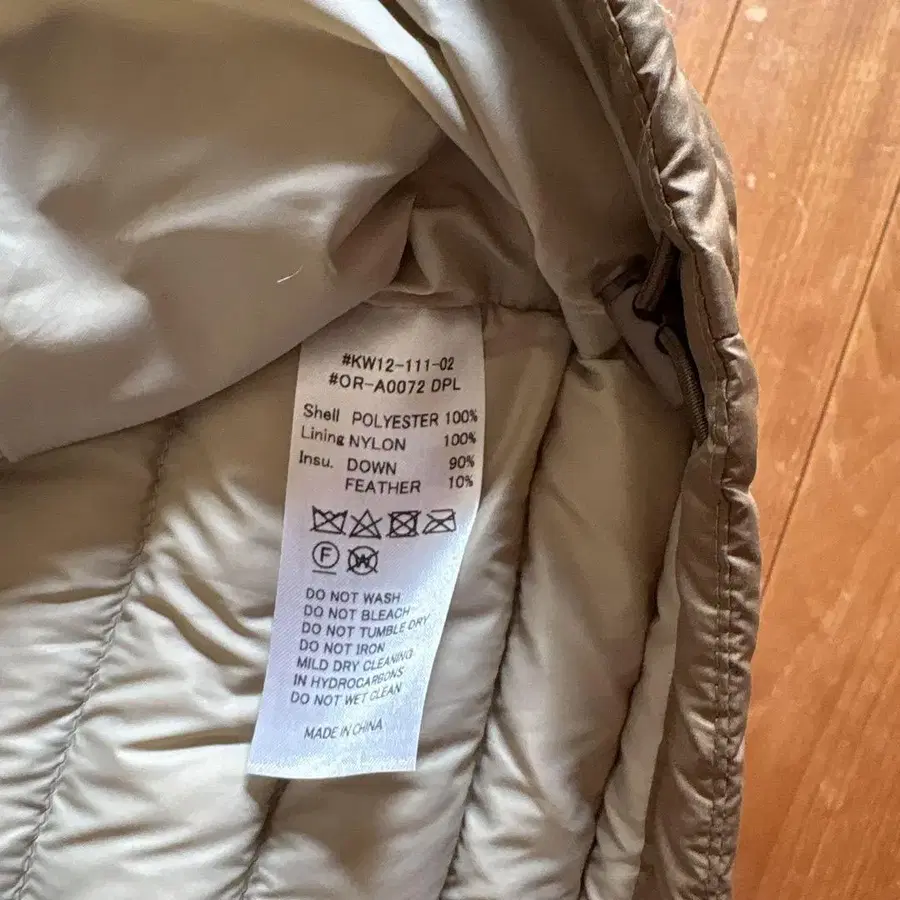 #KW12-111-02
#OR-A0072 DPL
Shell POLYESTER 100%
Lining NYLON 100%
Insu. DOWN 90%
FEATHER 10%
F W
DO NOT WASH
DO NOT BLEACH
DO NOT TUMBLE DRY
DO NOT IRON
MILD DRY CLEANING
IN HYDROCARBONS
DO NOT WET CLEAN
MADE IN CHINA